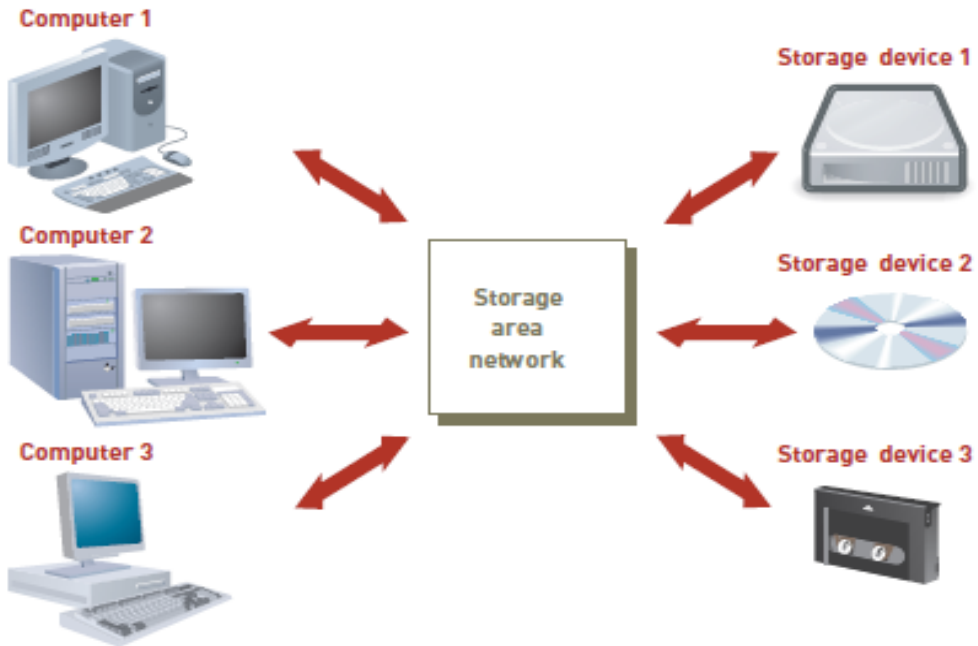 Computer 1
Storage device 1
Computer 2
Storage device 2
Storage
area
network
Computer 3
Storage device 3